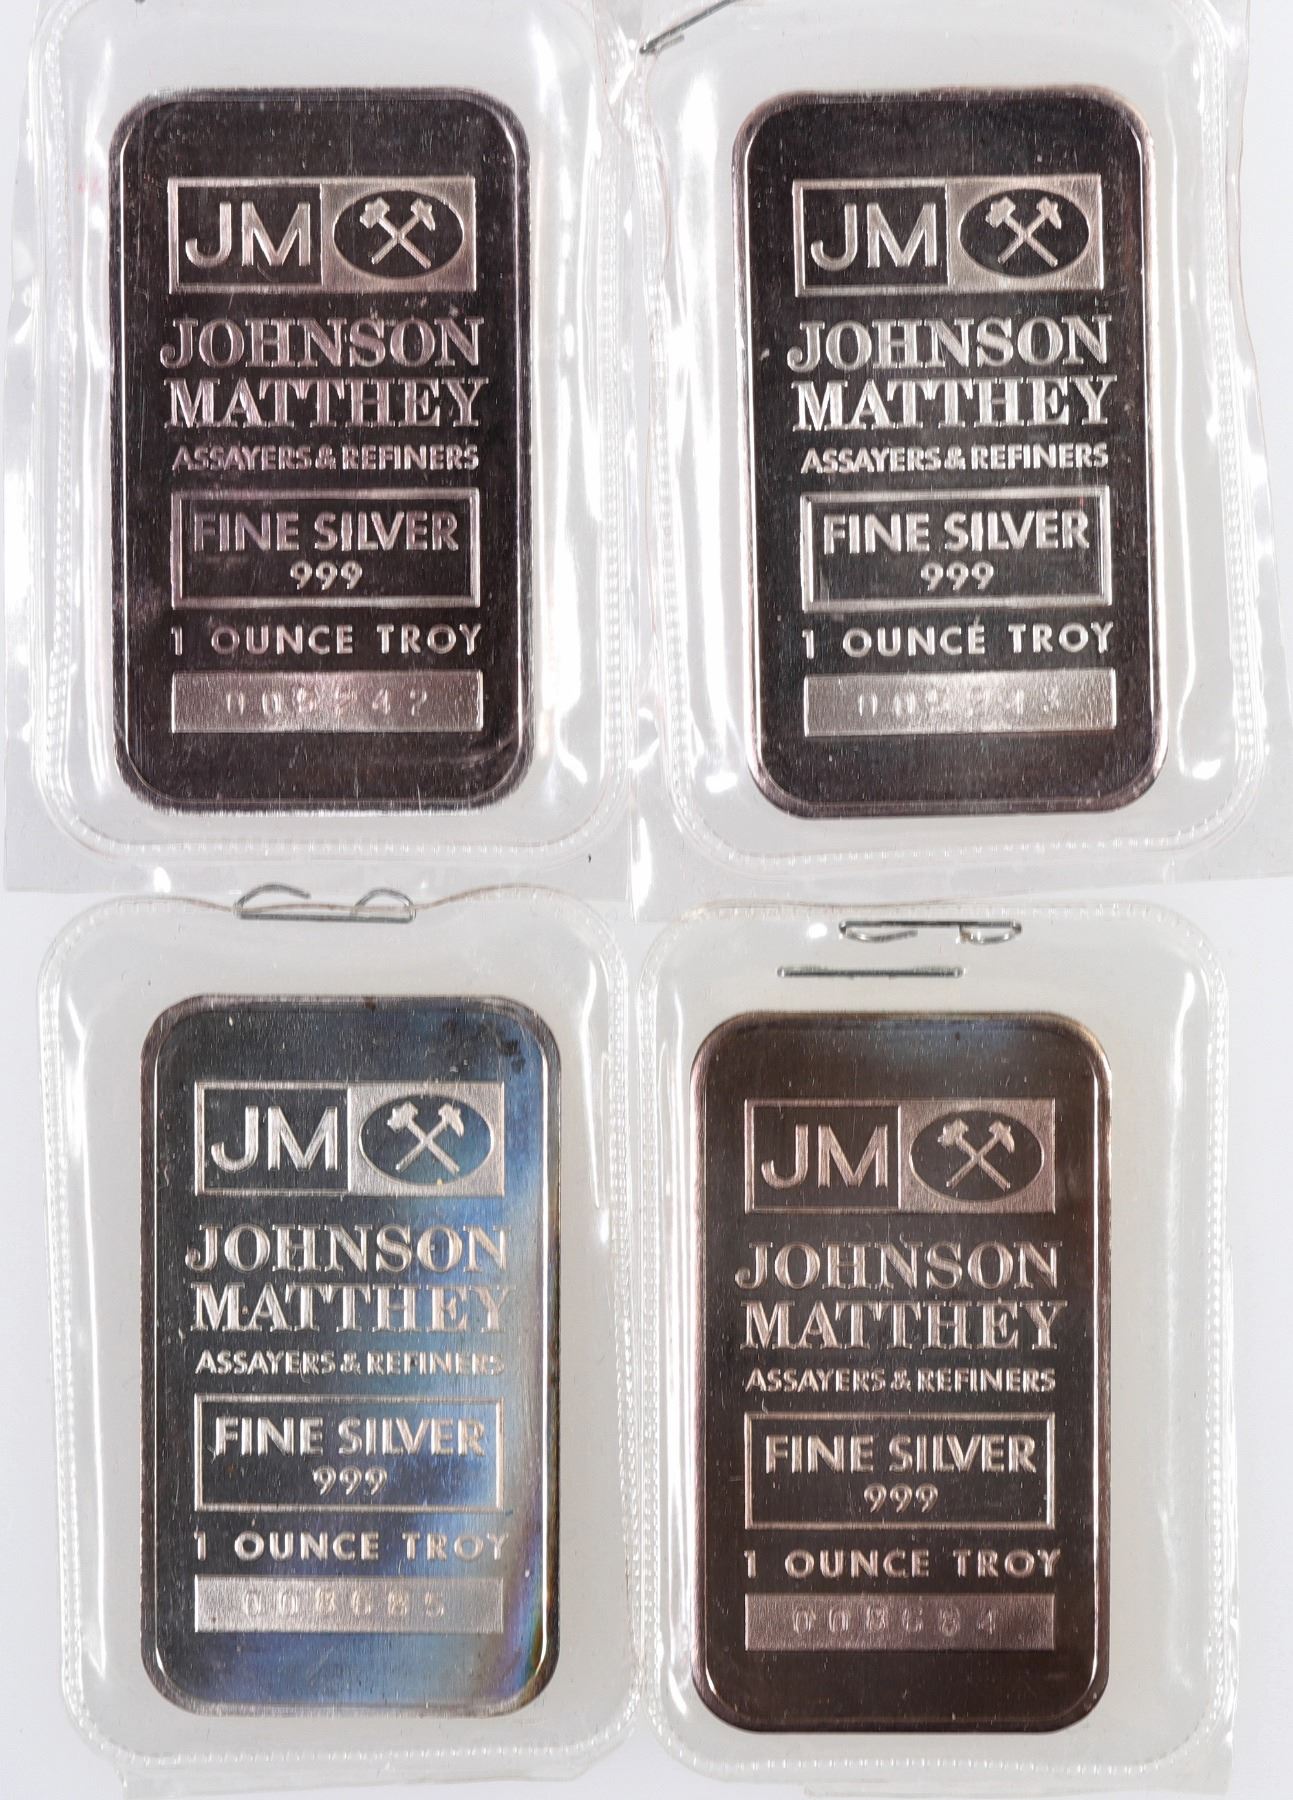 JM
JOHNSON
MATTHEY
ASSAYERS & REFINERS
FINE SILVER
999
1 OUNCE TROY
JM
JOHNSON
MATTHEY
ASSAYERS & REFINERS
FINE SILVER
999
1 OUNCE TROY
JM
JOHNSON
MATTHEY
ASSAYERS & REFINERS
FINE SILVER
999
1 OUNCE TROY
008685
JM
JOHNSON
MATTHEY
ASSAYERS & REFINERS
FINE SILVER
999
1 OUNCE TROY
008684